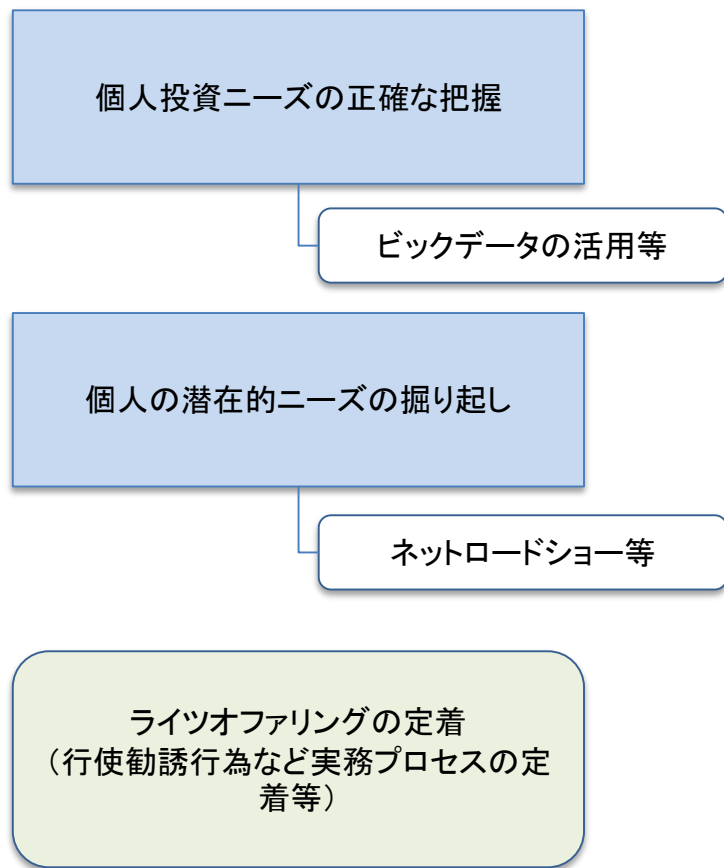 個人投資ニーズの正確な把握
ビックデータの活用等
個人の潜在的ニーズの掘り起し
ネットロードショー等
ライツオファリングの定着
（行使勧誘行為など実務プロセスの定
着等）